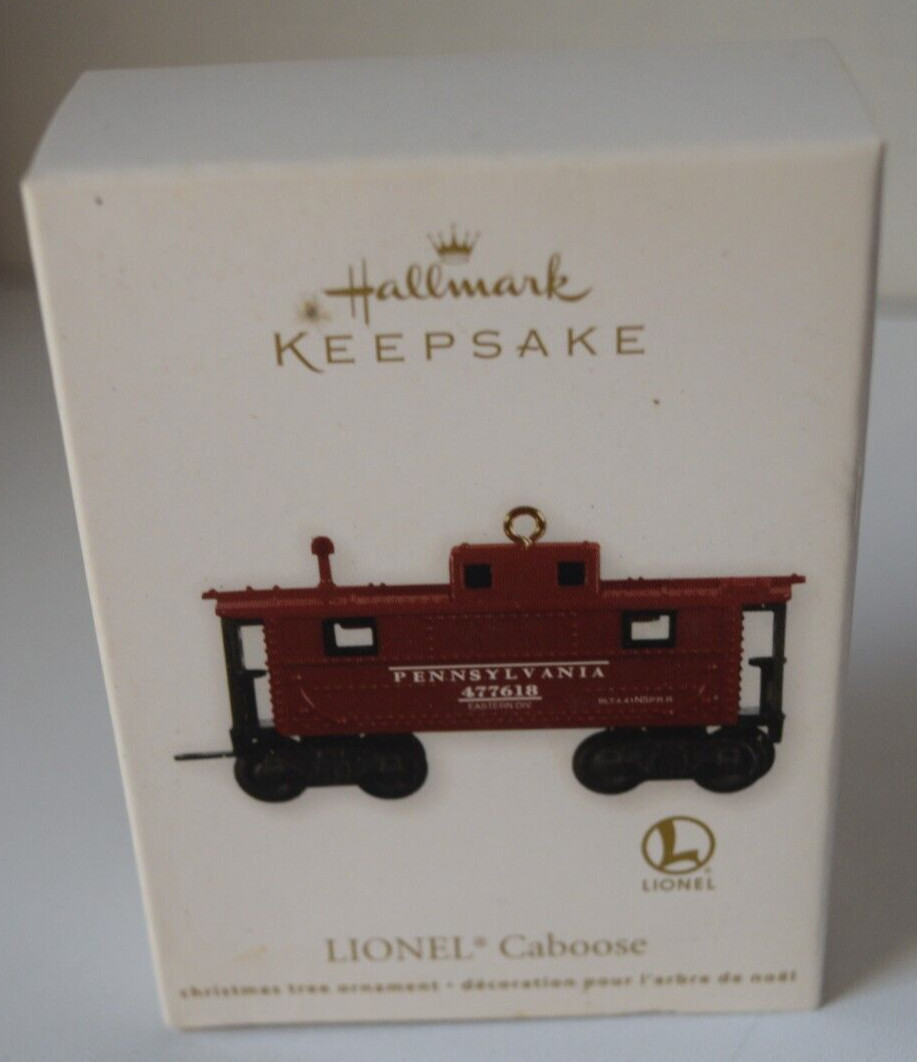 Hallmark
KEEPSAKE
PENNSYLVANIA
477618
EASTERN DIV.
L
LIONEL
LIONEL® Caboose
christmas tree ornament • décoration pour l'arbre de noël